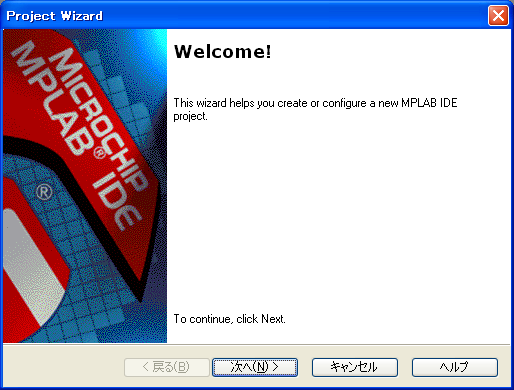 Project Wizard
MICROCHIP
MPLAB® IDE
®
Welcome!
This wizard helps you create or configure a new MPLAB IDE
project.
To continue, click Next.
< 戻る(B)
次へ(N) >
キャンセル
ヘルプ